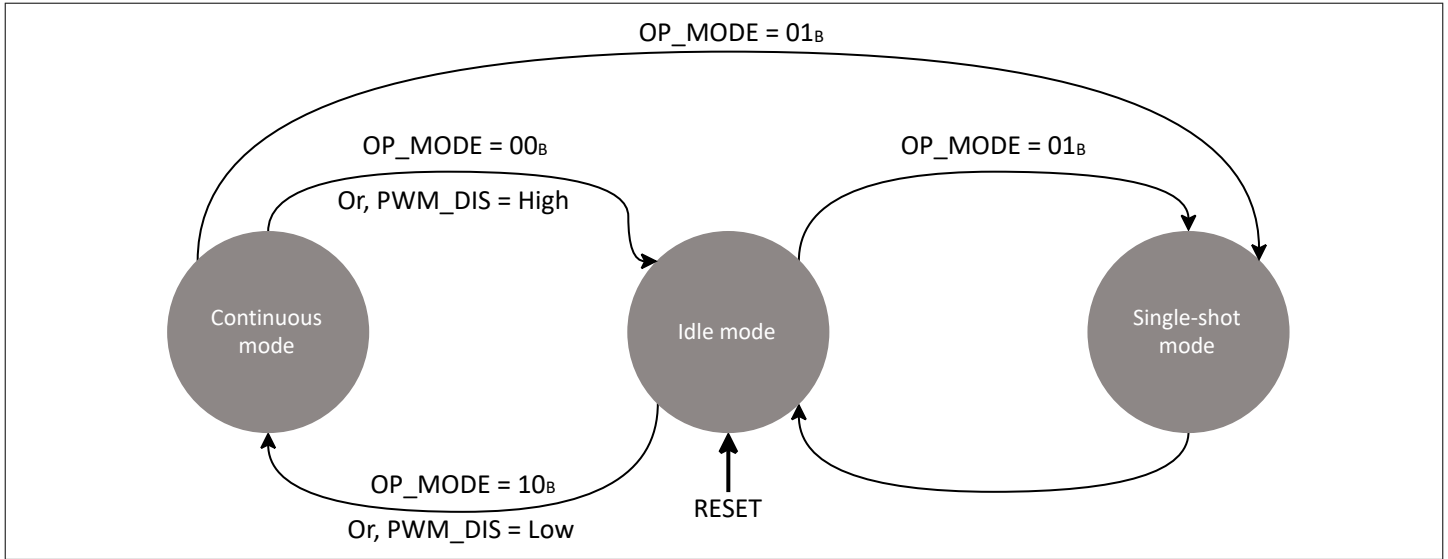 OP_MODE = 01B
OP_MODE = 00B
Or, PWM_DIS = High
OP_MODE = 01B
Continuous
mode
Idle mode
Single-shot
mode
OP_MODE = 10B
Or, PWM_DIS = Low
RESET